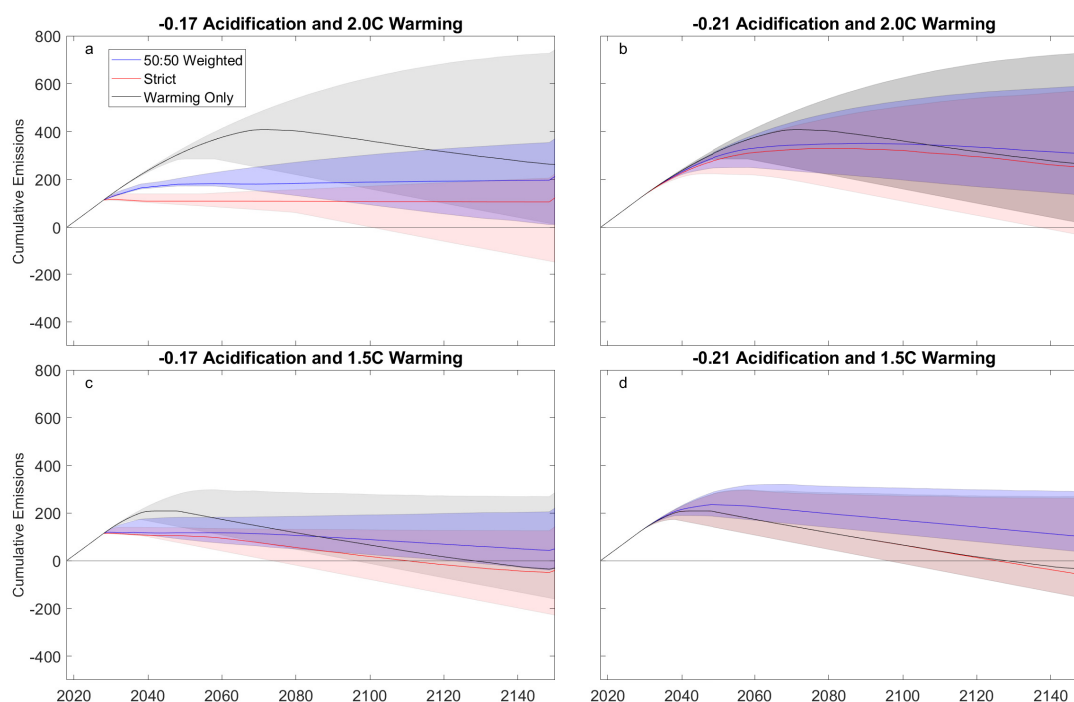 -0.17 Acidification and 2.0C Warming
a
50:50 Weighted
Strict
Warming Only
Cumulative Emissions
800
600
400
200
0
-200
-400
-0.21 Acidification and 2.0C Warming
b
-0.17 Acidification and 1.5C Warming
c
Cumulative Emissions
800
600
400
200
0
-200
-400
2020 2040 2060 2080 2100 2120 2140
-0.21 Acidification and 1.5C Warming
d
2020 2040 2060 2080 2100 2120 2140